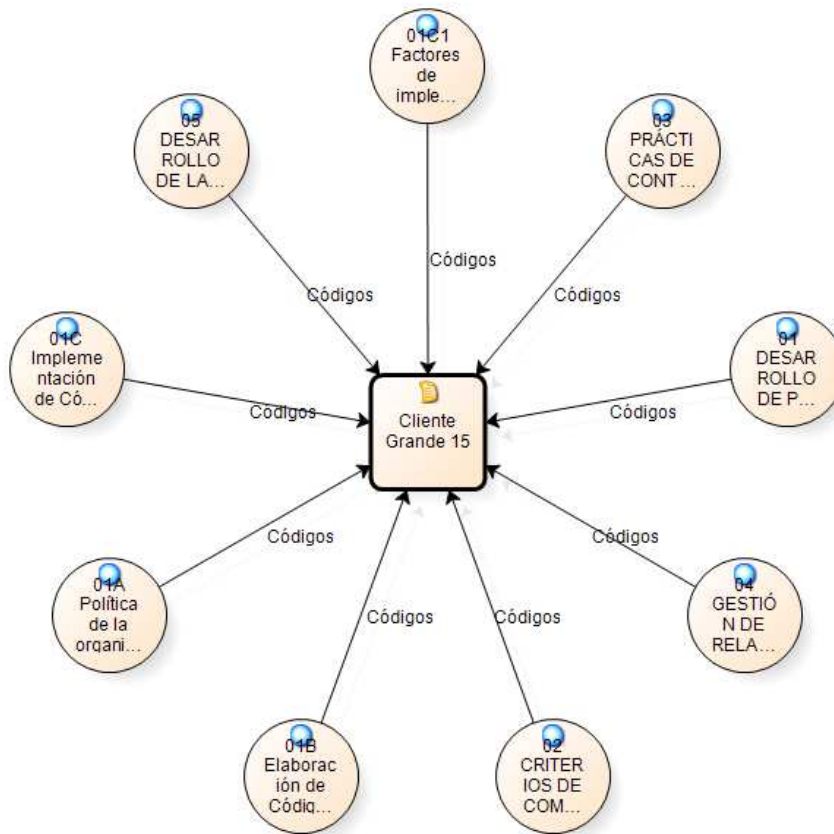 01C1
Factores
de
imple...
05
DESAR
ROLLO
DE LA...
03
PRÁCTI
CAS DE
CONT...
Códigos
Códigos
Códigos
01C
Impleme
ntación
de Có...
01
DESAR
ROLLO
DE P...
Códigos
Cliente
Grande 15
Códigos
01A
Política
de la
organi...
Códigos
Códigos
04
GESTIÓ
N DE
RELA...
Códigos
Códigos
01B
Elaborac
ión de
Códig...
02
CRITER
IOS DE
COM...